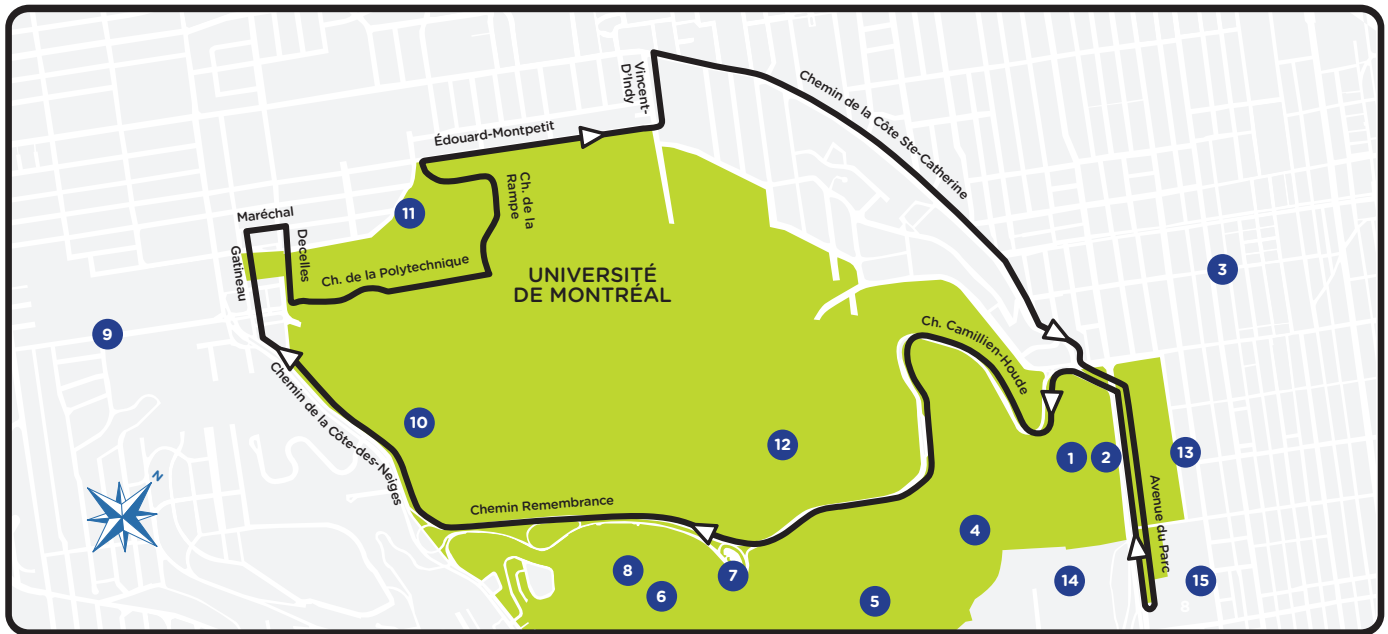 Vincent-
D'Indy
Chemin de la Côte Ste-Catherine
Édouard-Montpetit
Ch. de la
Rampe
11
Maréchal
Decelles
Gatineau
Ch. de la Polytechnique
UNIVERSITÉ
DE MONTRÉAL
3
9
Ch. Camillien-Houde
Chemin de la Côte-des-Neiges
10
12
1
2
13
Avenue du Parc
N
Chemin Remembrance
4
8
7
6
5
14
15
8